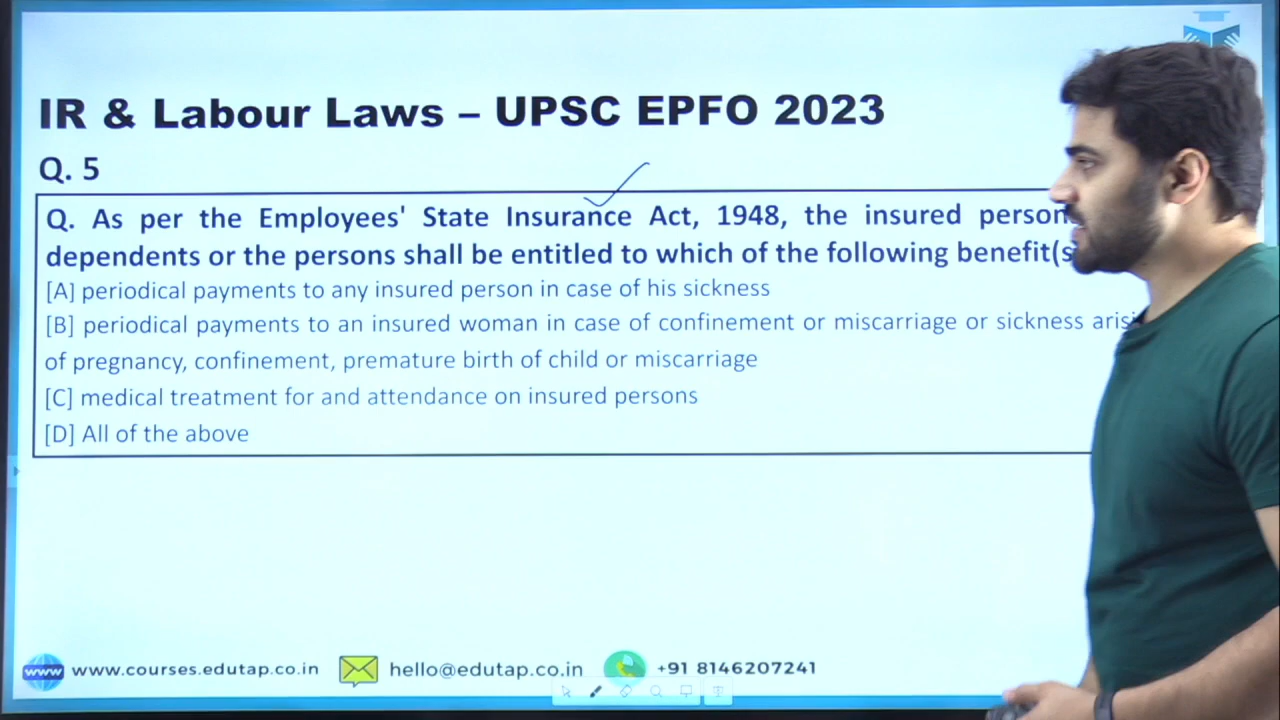 IR & Labour Laws – UPSC EPFO 2023
Q. 5
Q. As per the Employees' State Insurance Act, 1948, the insured
dependents or the persons shall be entitled to which of the following
[A] periodical payments to any insured person in case of his sickness
[B] periodical payments to an insured woman in case of confinement or miscarriage or sickness
of pregnancy, confinement, premature birth of child or miscarriage
[C] medical treatment for and attendance on insured persons
[D] All of the above
www www.courses.edutap.co.in hello@edutap.co.in +91 8146207241